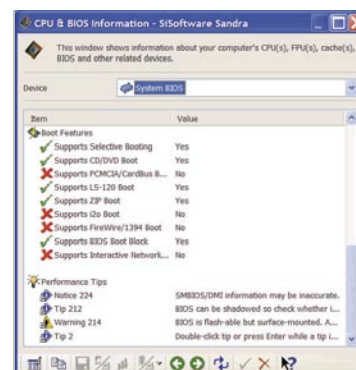 CPU & BIOS Information - SiSoftware Sandra
This window shows information about your computer's CPU(s), FPU(s), cache(s),
BIOS and other related devices.
Device System BIOS
Item Value
Boot Features
Supports Selective Booting Yes
Supports CD/DVD Boot Yes
Supports PCMCIA/CardBus B... No
Supports LS-120 Boot Yes
Supports ZIP Boot Yes
Supports i2o Boot No
Supports FireWire/1394 Boot No
Supports BIOS Boot Block Yes
Supports Interactive Network... No
Performance Tips
Notice 224 SMBIOS/DMI information may be inaccurate.
Tip 212 BIOS can be shadowed so check whether i...
Warning 214 BIOS is flash-able but surface-mounted. A...
Tip 2 Double-click tip or press Enter while a tip i...